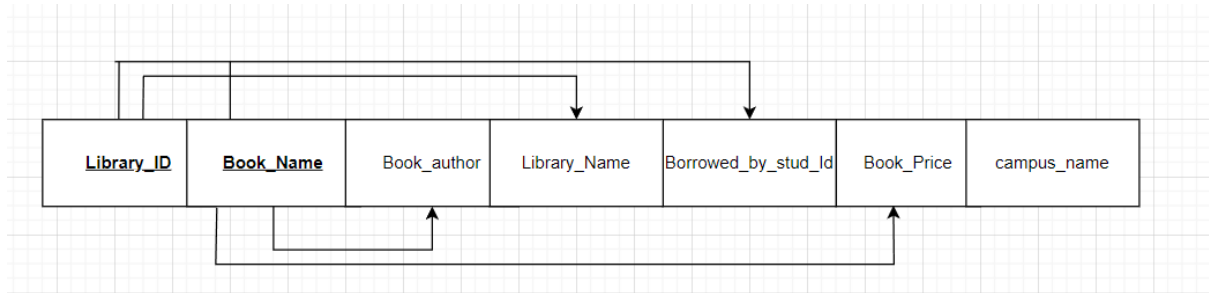 Library_ID
Book_Name
Book_author
Library_Name
Borrowed_by_stud_Id
Book_Price
campus_name